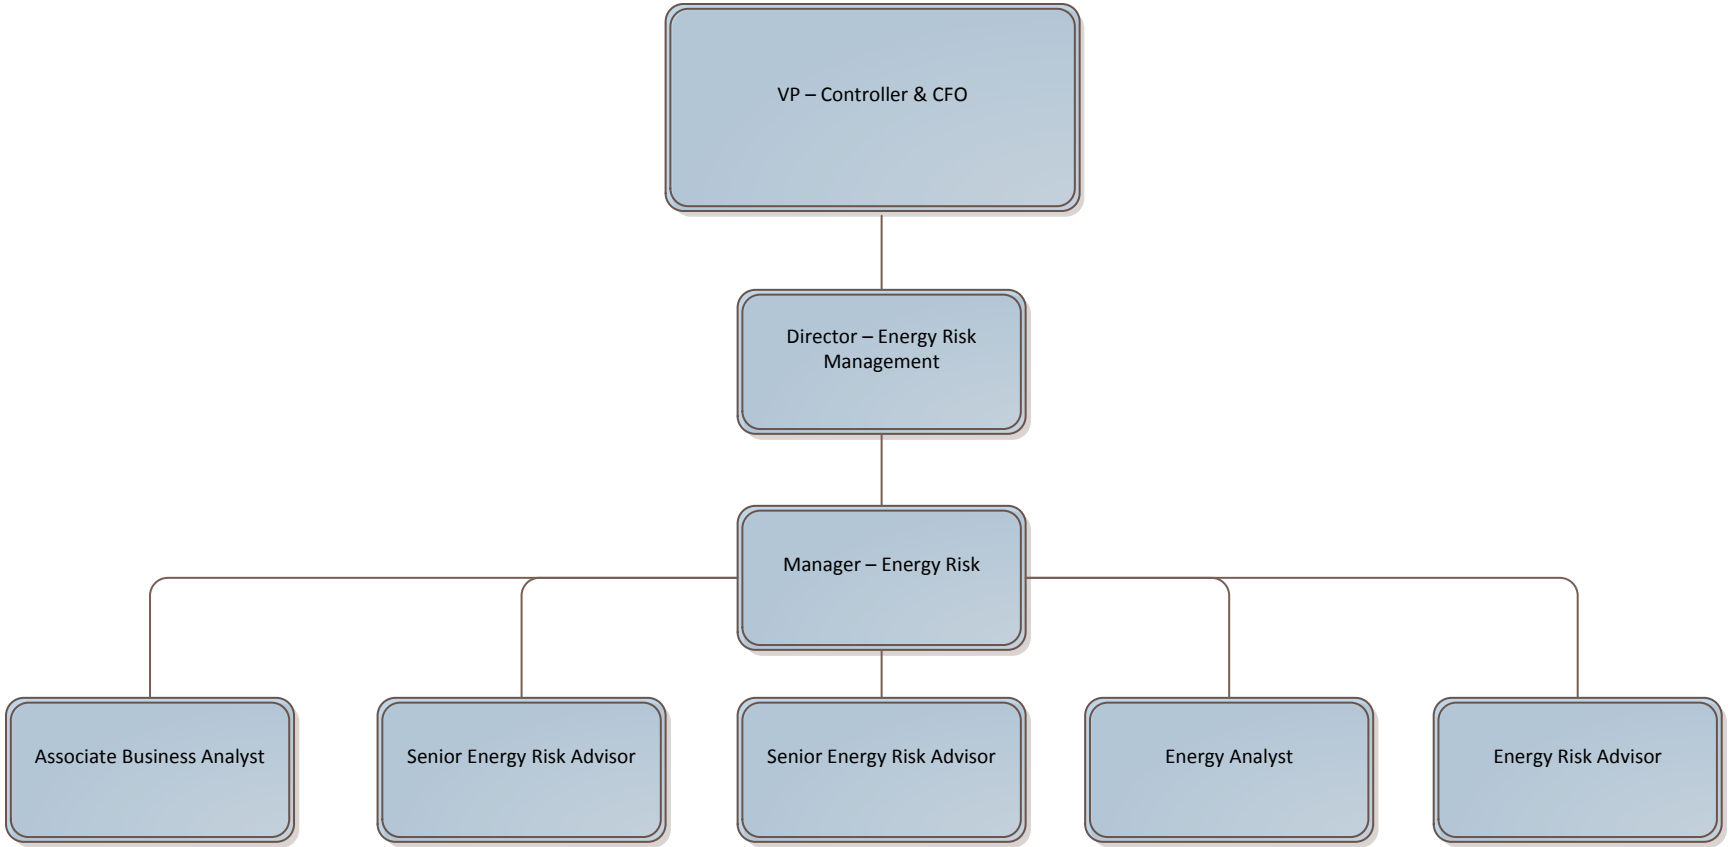 VP – Controller & CFO
Director – Energy Risk
Management
Manager – Energy Risk
Associate Business Analyst
Senior Energy Risk Advisor
Senior Energy Risk Advisor
Energy Analyst
Energy Risk Advisor